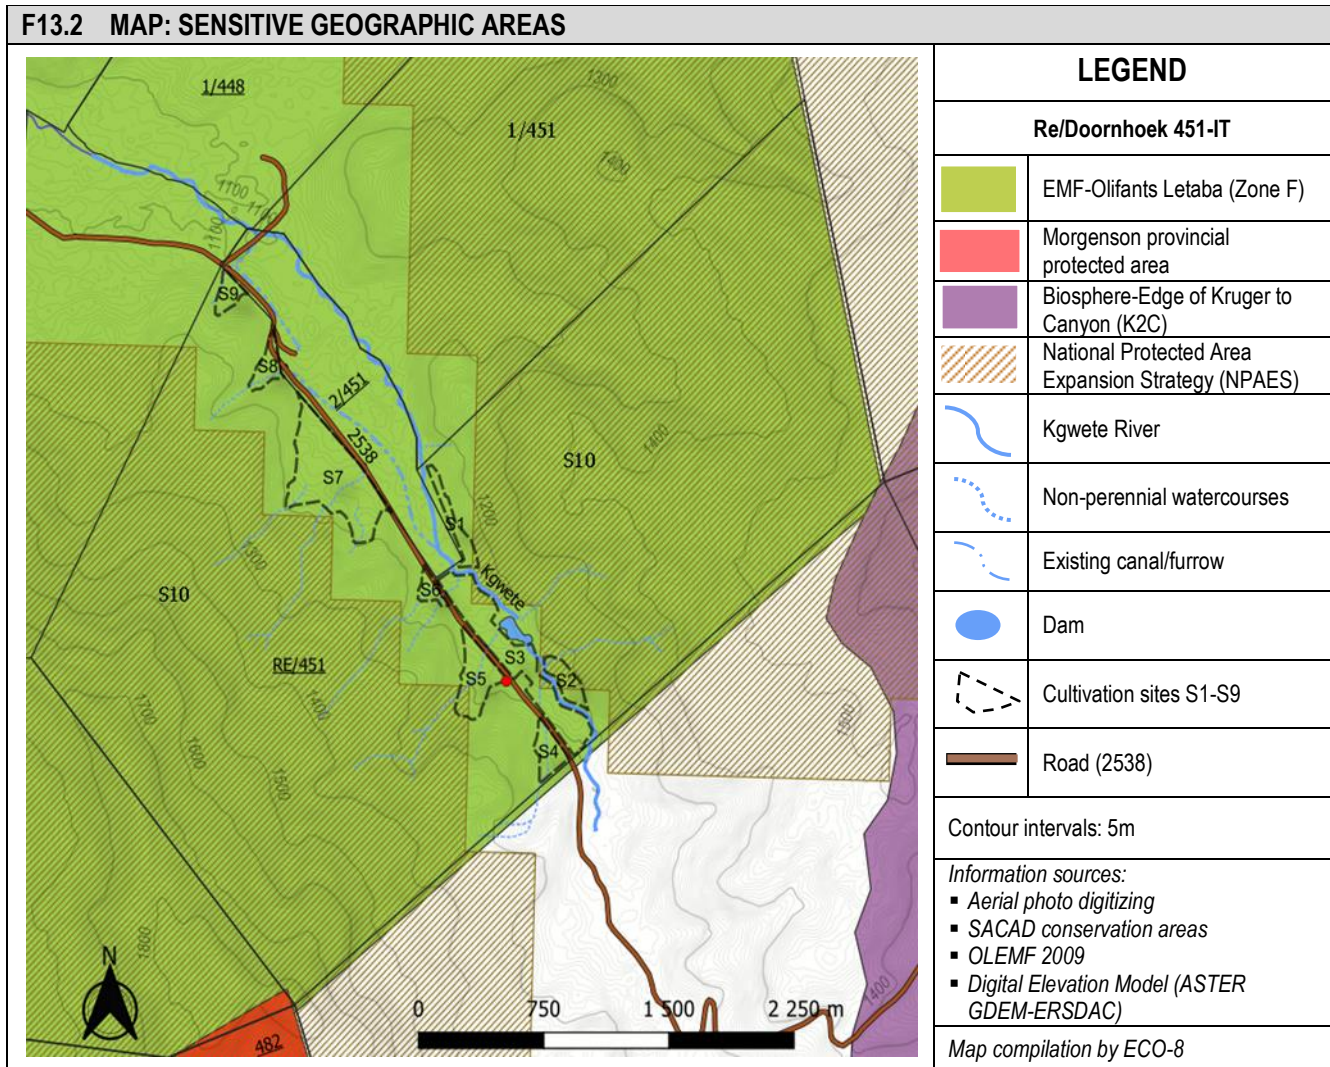 F13.2 MAP: SENSITIVE GEOGRAPHIC AREAS
1/448
1300
1/451
1400
1100
1100
1100
S9
S8
2/451
2538
1400
S10
S7
S1
1200
1300
Kgwete
S6
S10
S3
RE/451
S5
S2
1400
1700
1500
S4
1600
1500
1800
N
1400
0 750 1 500 2 250 m
482
LEGEND
Re/Doornhoek 451-IT
EMF-Olifants Letaba (Zone F)
Morgenson provincial
protected area
Biosphere-Edge of Kruger to
Canyon (K2C)
National Protected Area
Expansion Strategy (NPAES)
Kgwete River
Non-perennial watercourses
Existing canal/furrow
Dam
Cultivation sites S1-S9
Road (2538)
Contour intervals: 5m
Information sources:
▪ Aerial photo digitizing
▪ SACAD conservation areas
▪ OLEMF 2009
▪ Digital Elevation Model (ASTER
GDEM-ERSDAC)
Map compilation by ECO-8